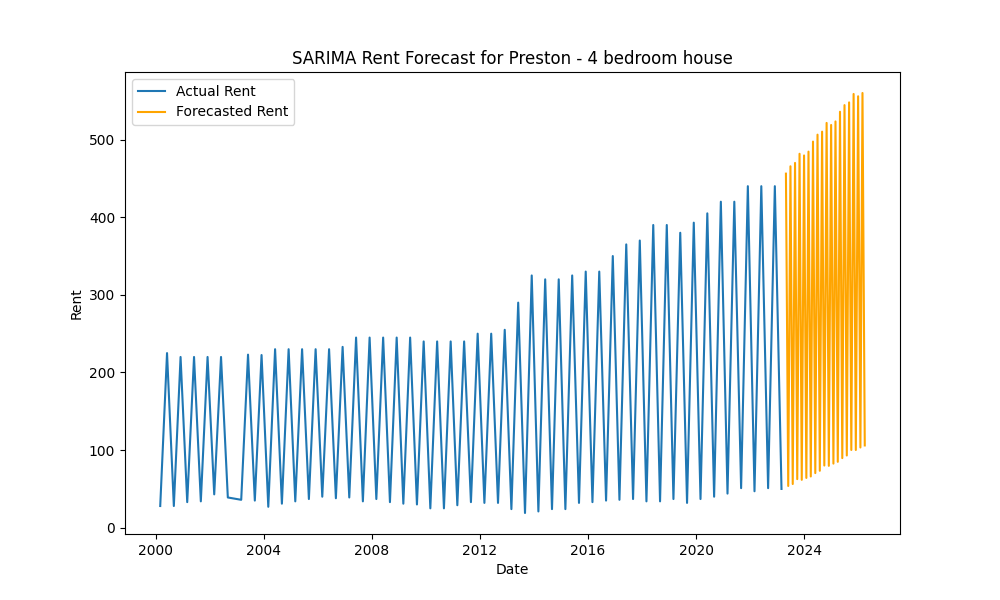 SARIMA Rent Forecast for Preston - 4 bedroom house
Actual Rent
Forecasted Rent
500
400
300
200
100
0
Rent
2000 2004 2008 2012 2016 2020 2024
Date